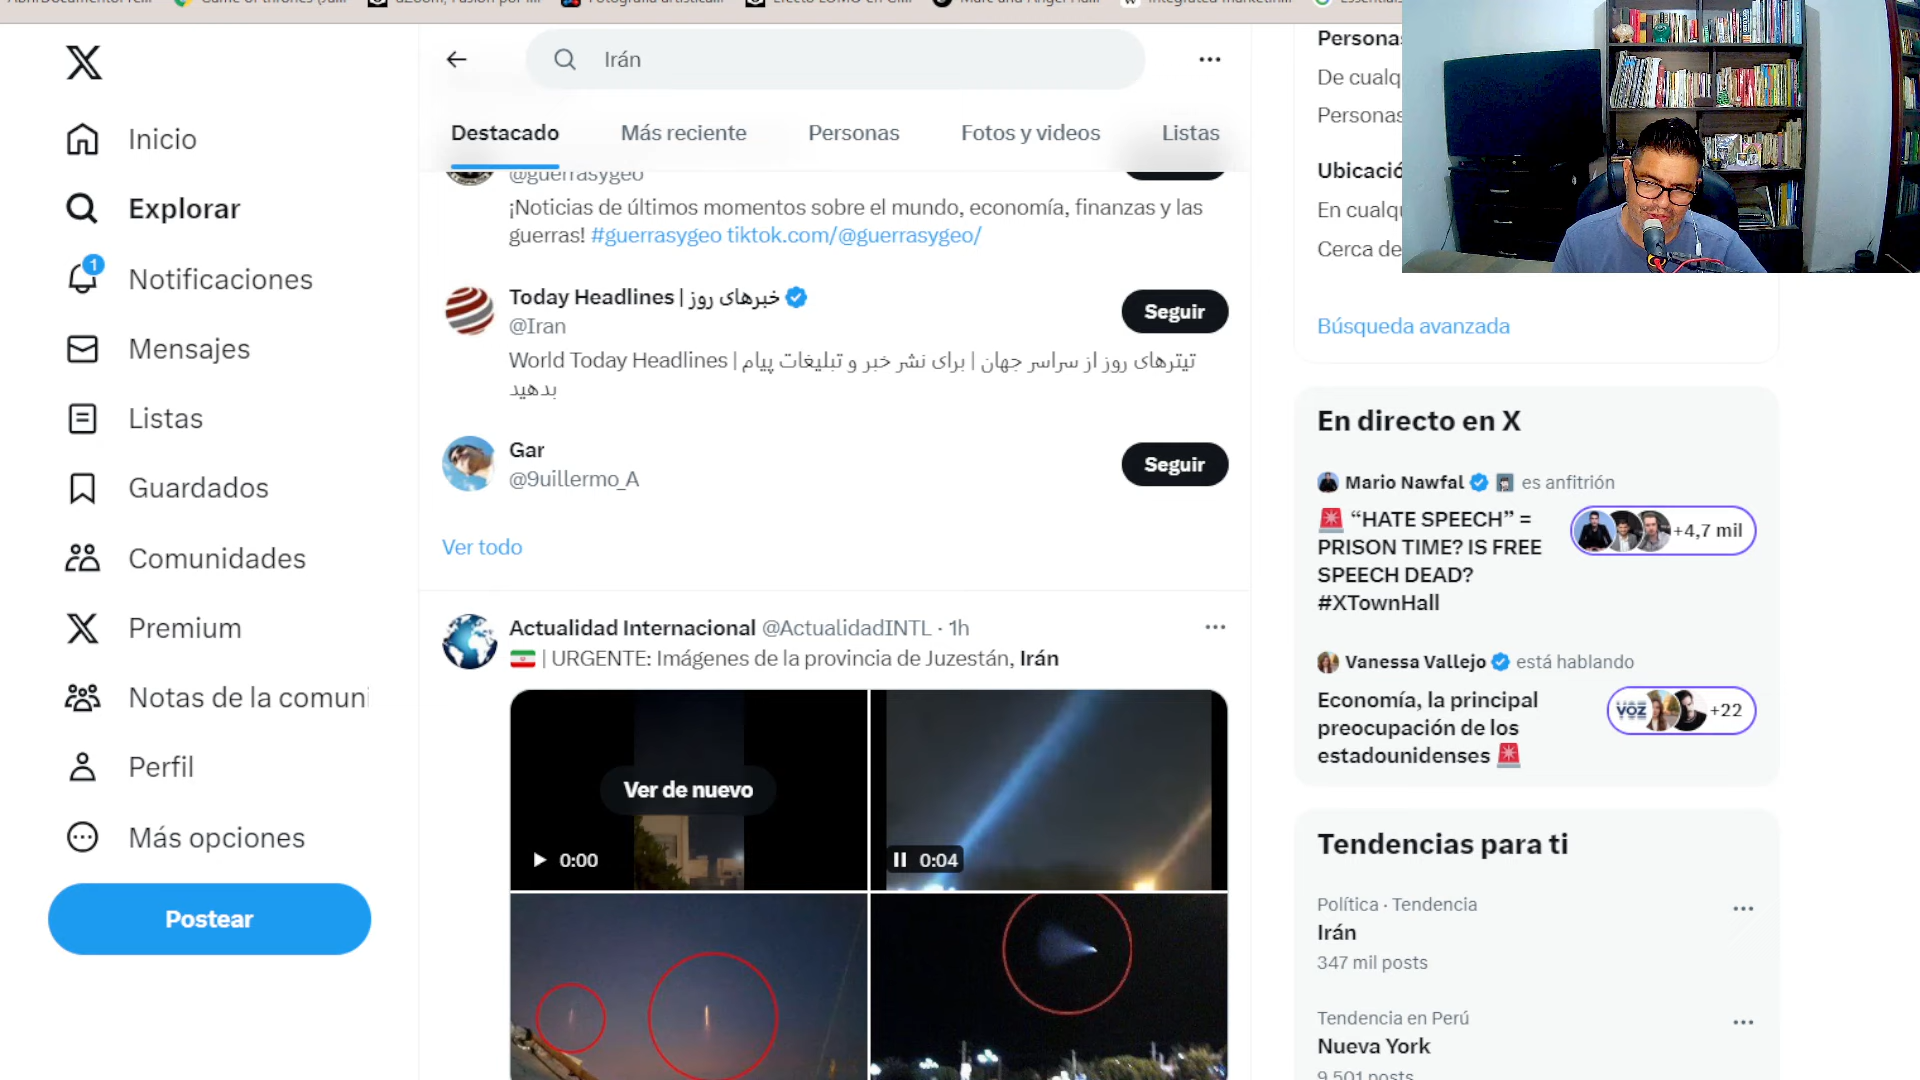 Irán
Destacado
Más reciente
Personas
Fotos y videos
Listas
Inicio
Explorar
1
Notificaciones
Mensajes
Listas
Guardados
Comunidades
Premium
Notas de la comuni
Perfil
Más opciones
Postear
@guerrasygeo
¡Noticias de últimos momentos sobre el mundo, economía, finanzas y las
guerras! #guerrasygeo tiktok.com/@guerrasygeo/
Today Headlines | خبرهای روز
@Iran
Seguir
World Today Headlines | تیترهای روز از سراسر جهان | برای نشر خبر و تبلیغات پیام
بدهید
Gar
@9uillermo_A
Seguir
Ver todo
Actualidad Internacional @ActualidadINTL · 1h
| URGENTE: Imágenes de la provincia de Juzestán, Irán
Ver de nuevo
0:00
0:04
Personas
De cualq
Personas
Ubicació
En cualqu
Cerca de
Búsqueda avanzada
En directo en X
Mario Nawfal es anfitrión
“HATE SPEECH” =
PRISON TIME? IS FREE
SPEECH DEAD?
#XTownHall
+4,7 mil
Vanessa Vallejo está hablando
Economía, la principal
preocupación de los
estadounidenses
VOZ
+22
Tendencias para ti
Política · Tendencia
Irán
347 mil posts
Tendencia en Perú
Nueva York
9.501 posts